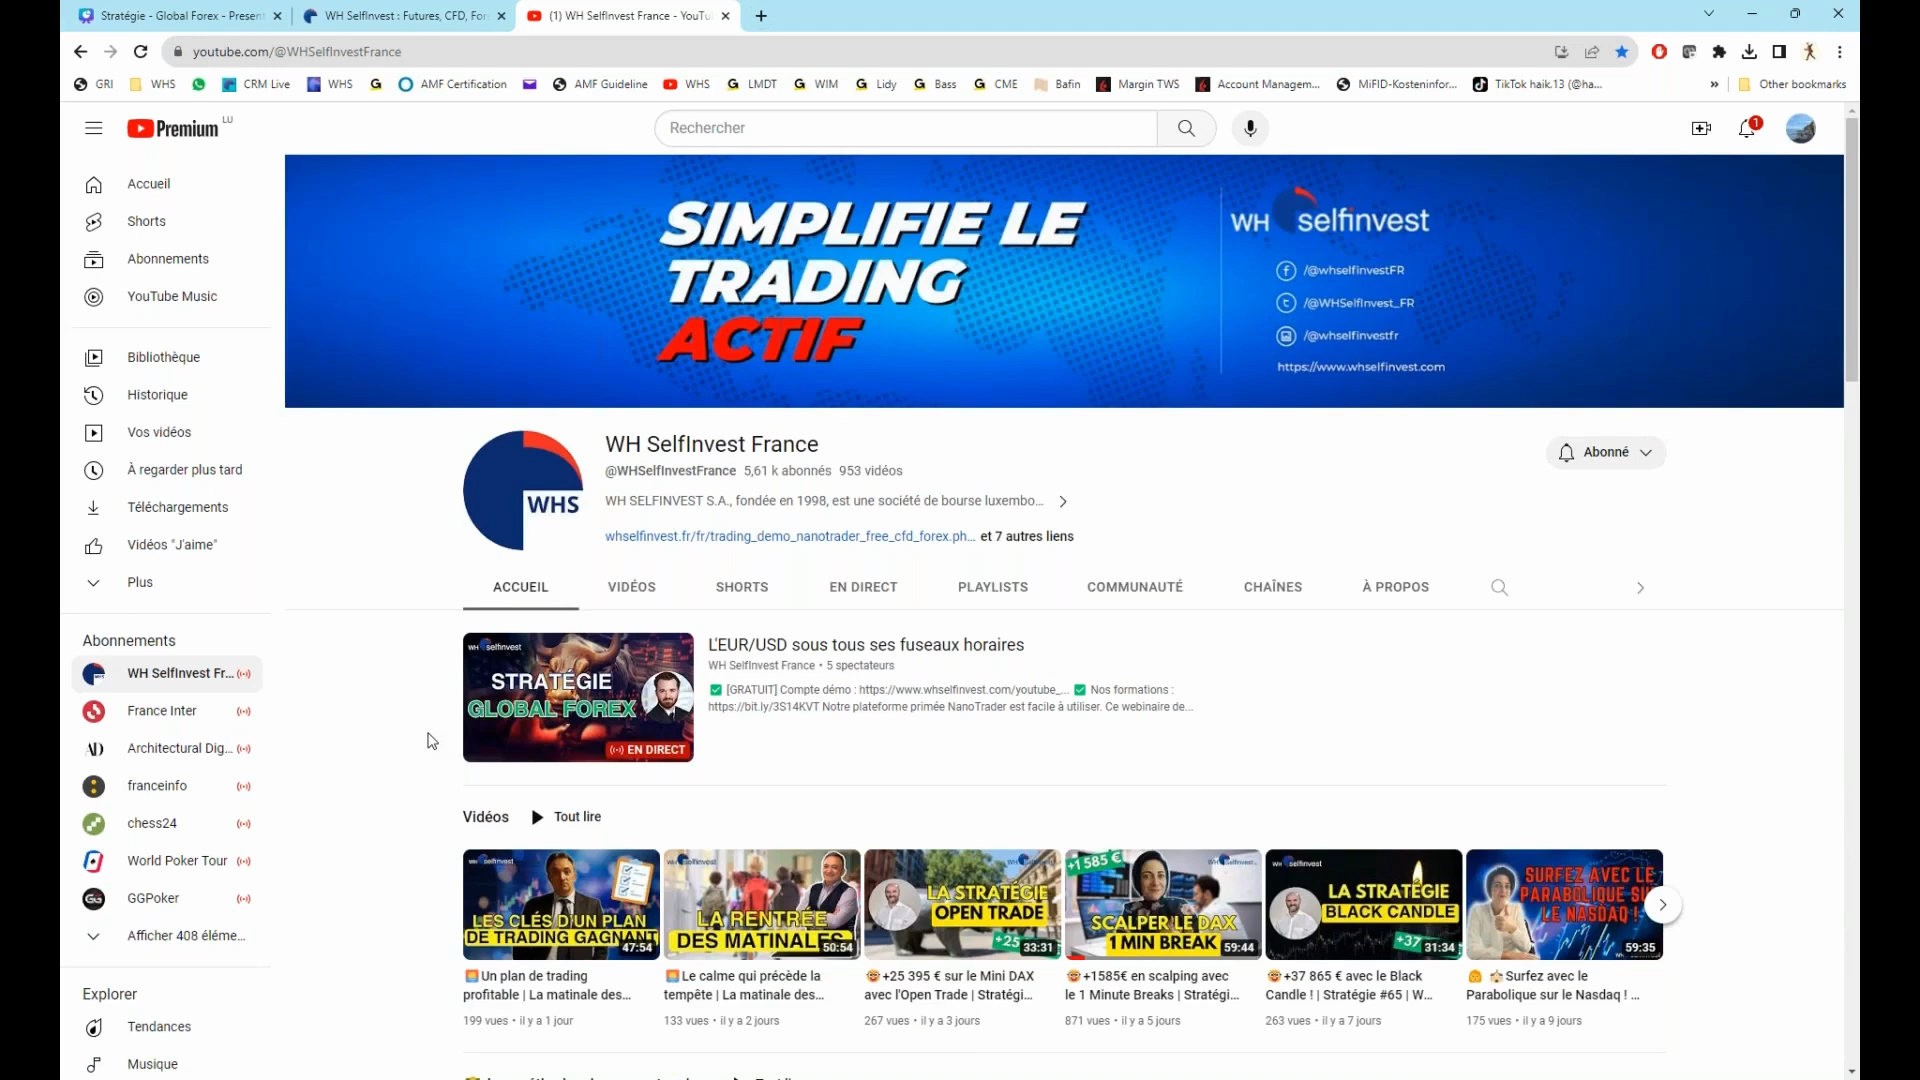 Stratégie - Global Forex - Present
WH SelfInvest : Futures, CFD, For
(1) WH SelfInvest France - YouTu
youtube.com/@WHSelfInvestFrance
GRI
WHS
CRM Live
WHS
AMF Certification
AMF Guideline
WHS
LMDT
WIM
Lidy
Bass
CME
Bafin
Margin TWS
Account Managem...
MiFID-Kosteninfor...
TikTok haik.13 (@ha...
»
Other bookmarks
Premium
LU
Rechercher
1
Accueil
Shorts
Abonnements
YouTube Music
Bibliothèque
Historique
Vos vidéos
À regarder plus tard
Téléchargements
Vidéos "J'aime"
Plus
Abonnements
WH SelfInvest Fr...
France Inter
Architectural Dig...
franceinfo
chess24
World Poker Tour
GGPoker
Afficher 408 éléme...
Explorer
Tendances
Musique
SIMPLIFIE LE
TRADING
ACTIF
WH selfinvest
/@whselfinvestFR
/@WHSelfInvest_FR
/@whselfinvestfr
https://www.whselfinvest.com
WHS
WH SelfInvest France
@WHSelfInvestFrance 5,61 k abonnés 953 vidéos
WH SELFINVEST S.A., fondée en 1998, est une société de bourse luxembo...
whselfinvest.fr/fr/trading_demo_nanotrader_free_cfd_forex.ph... et 7 autres liens
Abonné
ACCUEIL
VIDÉOS
SHORTS
EN DIRECT
PLAYLISTS
COMMUNAUTÉ
CHAÎNES
À PROPOS
WH selfinvest
STRATÉGIE
GLOBAL FOREX
EN DIRECT
L'EUR/USD sous tous ses fuseaux horaires
WH SelfInvest France • 5 spectateurs
✅ [GRATUIT] Compte démo : https://www.whselfinvest.com/youtube_... ✅ Nos formations :
https://bit.ly/3S14KVT Notre plateforme primée NanoTrader est facile à utiliser. Ce webinaire de...
Vidéos
Tout lire
LES CLÉS D'UN PLAN
DE TRADING GAGNANT
47:54
Un plan de trading
profitable | La matinale des...
199 vues • il y a 1 jour
LA RENTRÉE
DES MATINALES
50:54
Le calme qui précède la
tempête | La matinale des...
133 vues • il y a 2 jours
LA STRATÉGIE
OPEN TRADE
+25
33:31
+25 395 € sur le Mini DAX
avec l'Open Trade | Stratégi...
267 vues • il y a 3 jours
+1 585 €
SCALPER LE DAX
1 MIN BREAK
59:44
+1585€ en scalping avec
le 1 Minute Breaks | Stratégi...
871 vues • il y a 5 jours
LA STRATÉGIE
BLACK CANDLE
+37
31:34
+37 865 € avec le Black
Candle ! | Stratégie #65 | W...
263 vues • il y a 7 jours
SURFEZ AVEC LE
PARABOLIQUE SU
LE NASDAQ !
59:35
Surfez avec le
Parabolique sur le Nasdaq ! ...
175 vues • il y a 9 jours